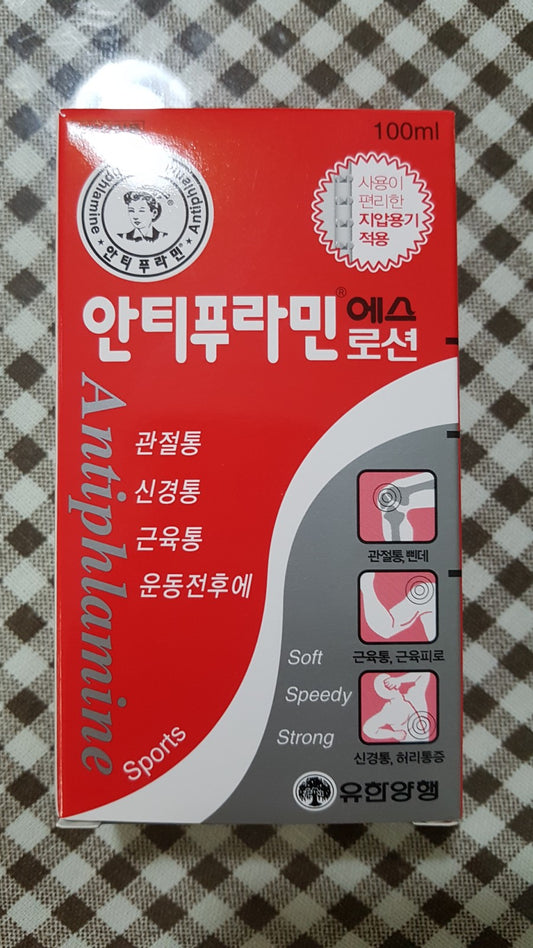 100ml
Antiphlamine
안티푸라민
사용이
편리한
지압용기
적용
안티푸라민® 에스
로션
Antiphlamine
관절통
신경통
근육통
운동전후에
관절통, 삔데
근육통, 근육피로
신경통, 허리통증
Soft
Speedy
Strong
Sports
유한양행